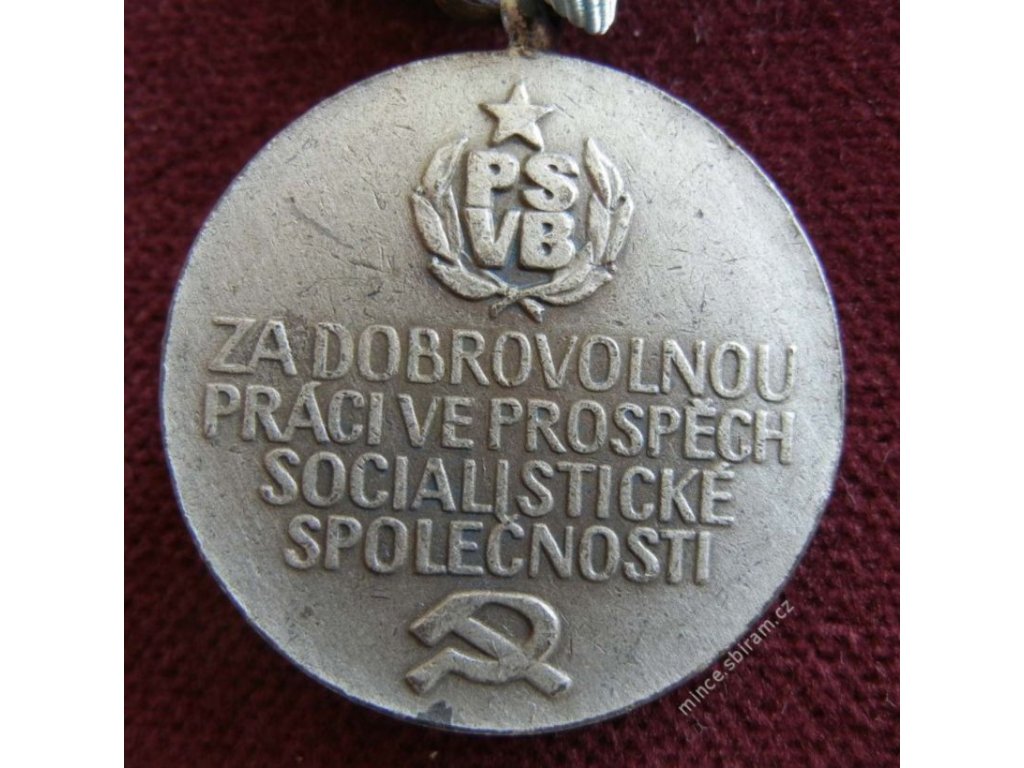 PS
VB
ZA DOBROVOLNOU
PRÁCI VE PROSPĚCH
SOCIALISTICKÉ
SPOLEČNOSTI
mince.sbiram.cz